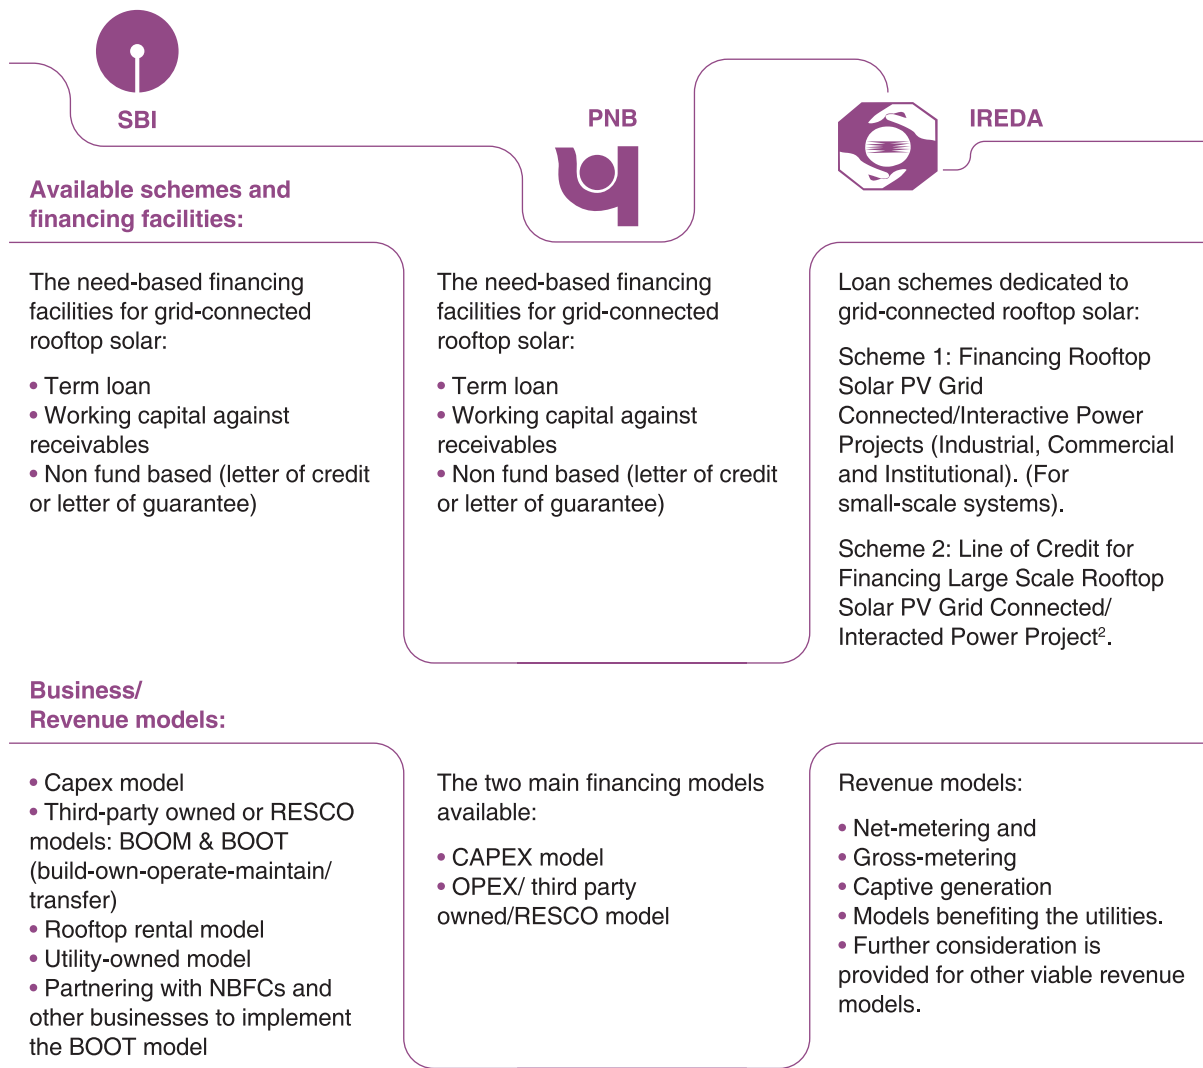 SBI
PNB
IREDA
Available schemes and
financing facilities:
The need-based financing
facilities for grid-connected
rooftop solar:
• Term loan
• Working capital against
receivables
• Non fund based (letter of credit
or letter of guarantee)
The need-based financing
facilities for grid-connected
rooftop solar:
• Term loan
• Working capital against
receivables
• Non fund based (letter of credit
or letter of guarantee)
Loan schemes dedicated to
grid-connected rooftop solar:
Scheme 1: Financing Rooftop
Solar PV Grid
Connected/Interactive Power
Projects (Industrial, Commercial
and Institutional). (For
small-scale systems).
Scheme 2: Line of Credit for
Financing Large Scale Rooftop
Solar PV Grid Connected/
Interacted Power Project².
Business/
Revenue models:
• Capex model
• Third-party owned or RESCO
models: BOOM & BOOT
(build-own-operate-maintain/
transfer)
• Rooftop rental model
• Utility-owned model
• Partnering with NBFCs and
other businesses to implement
the BOOT model
The two main financing models
available:
• CAPEX model
• OPEX/ third party
owned/RESCO model
Revenue models:
• Net-metering and
• Gross-metering
• Captive generation
• Models benefiting the utilities.
• Further consideration is
provided for other viable revenue
models.